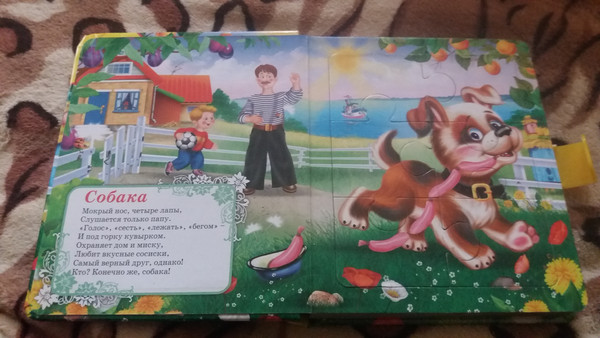 Собака
Мокрый нос, четыре лапы.
Слушается только папу.
«Голос», «сесть», «лежать», «бегом» –
И под горку кувырком.
Охраняет дом и миску,
Любит вкусные сосиски.
Самый верный друг, однако!
Кто? Конечно же, собака!